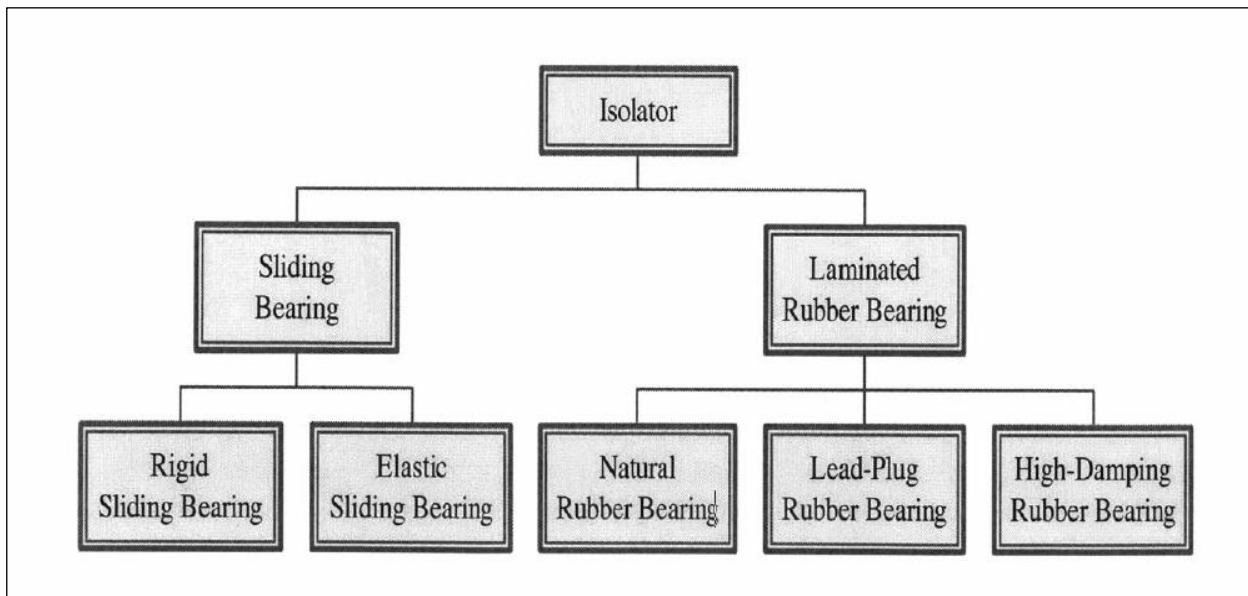 Isolator
Sliding
Bearing
Laminated
Rubber Bearing
Rigid
Sliding Bearing
Elastic
Sliding Bearing
Natural
Rubber Bearing
Lead-Plug
Rubber Bearing
High-Damping
Rubber Bearing